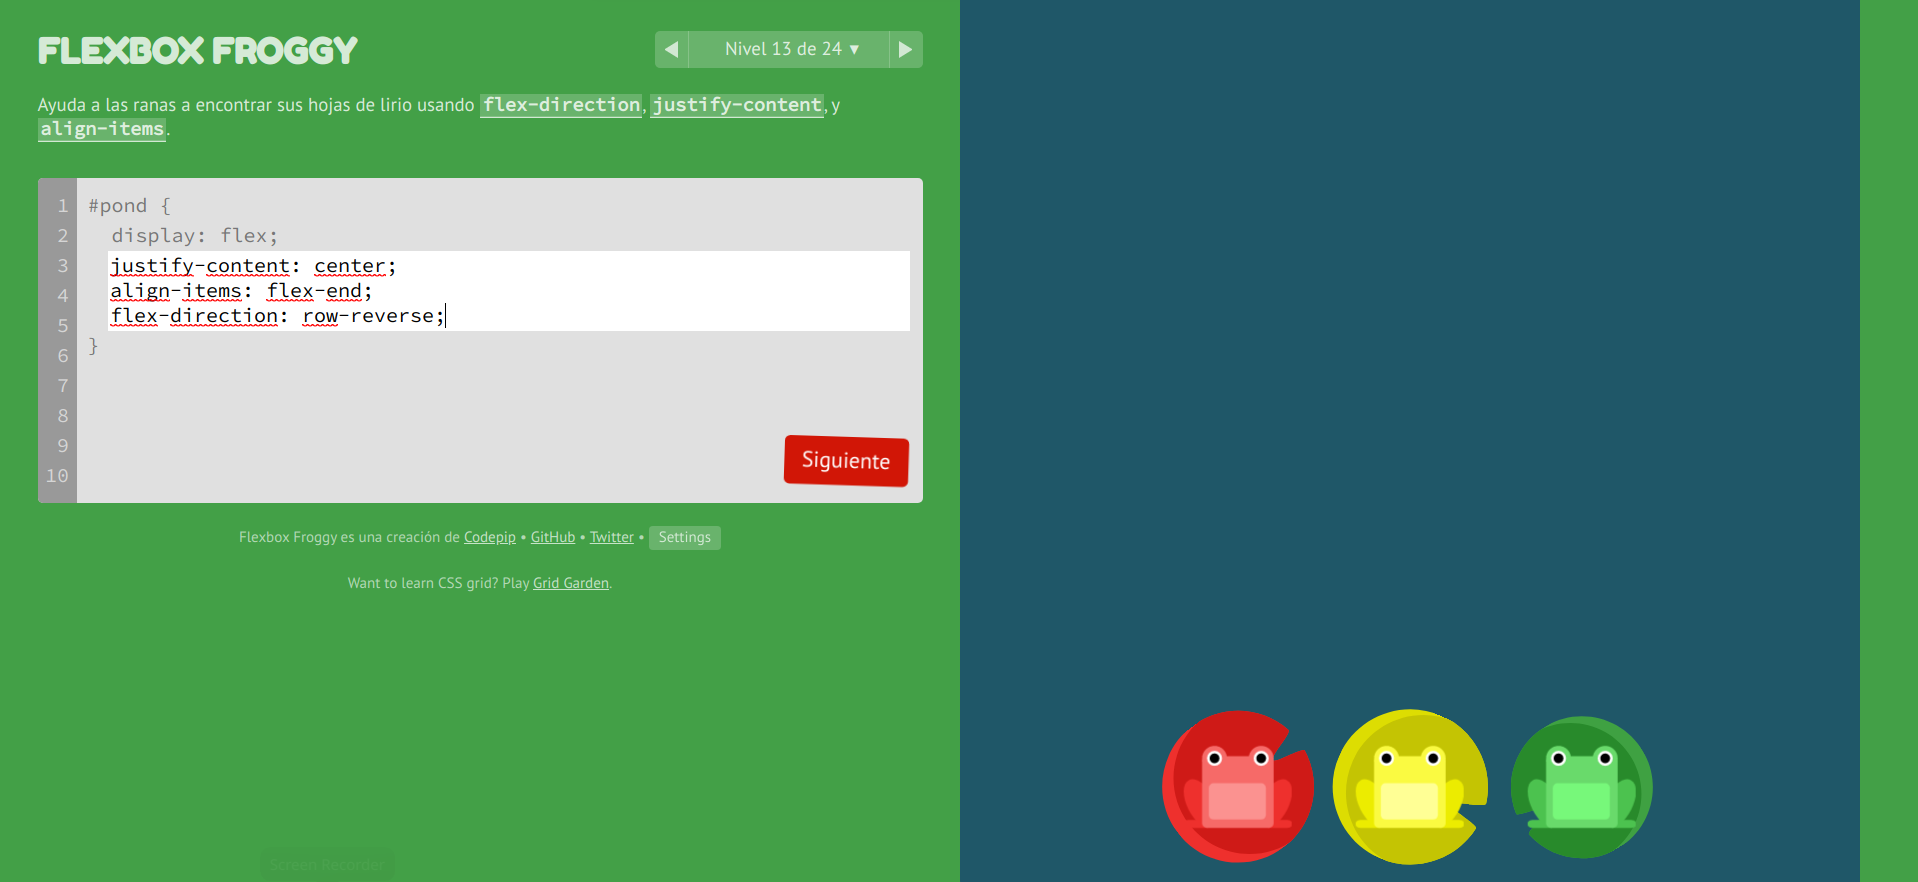 FLEXBOX FROGGY
Nivel 13 de 24 ▼
Ayuda a las ranas a encontrar sus hojas de lirio usando flex-direction, justify-content, y
align-items.
1 #pond {
2 display: flex;
3 justify-content: center;
4 align-items: flex-end;
5 flex-direction: row-reverse;
6 }
7
8
9
10
Siguiente
Flexbox Froggy es una creación de Codepip • GitHub • Twitter • Settings
Want to learn CSS grid? Play Grid Garden.
Screen Recorder